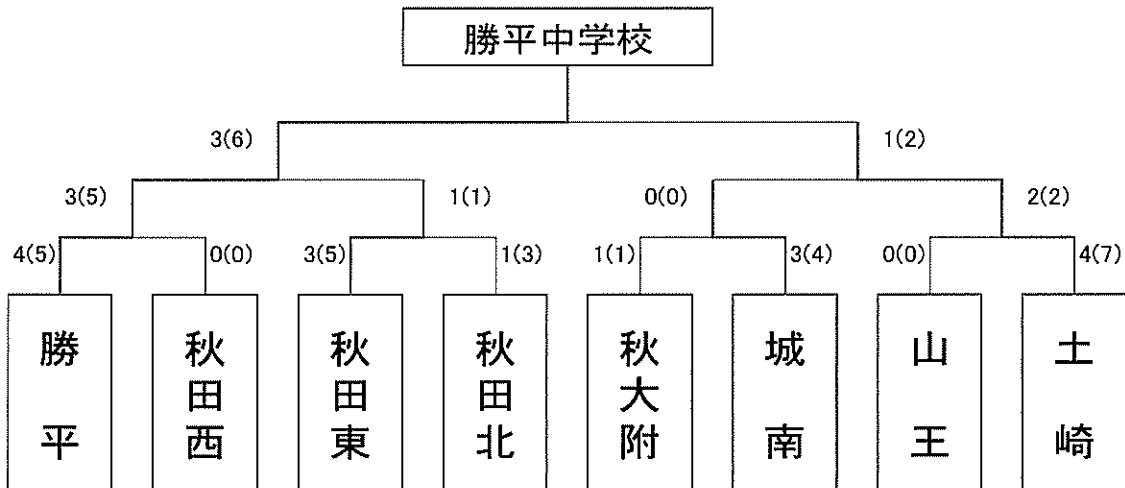 勝平中学校
3(6) 1(2)
3(5) 1(1) 0(0) 2(2)
4(5) 0(0) 3(5) 1(3) 1(1) 3(4) 0(0) 4(7)
勝平
秋田西
秋田東
秋田北
秋大附
城南
山王
土崎